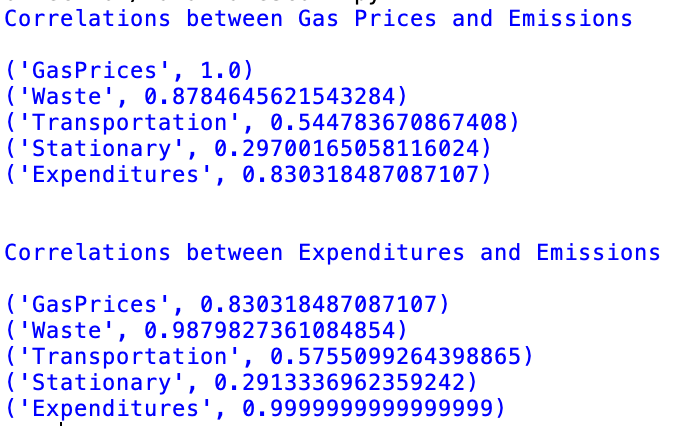 Correlations between Gas Prices and Emissions
('GasPrices', 1.0)
('Waste', 0.8784645621543284)
('Transportation', 0.544783670867408)
('Stationary', 0.29700165058116024)
('Expenditures', 0.830318487087107)
Correlations between Expenditures and Emissions
('GasPrices', 0.830318487087107)
('Waste', 0.9879827361084854)
('Transportation', 0.5755099264398865)
('Stationary', 0.2913336962359242)
('Expenditures', 0.9999999999999999)